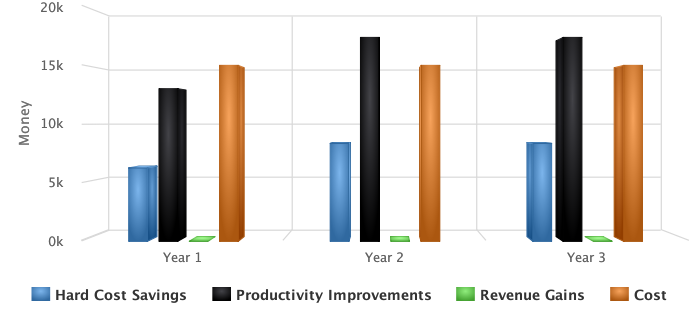 20k
15k
10k
5k
0k
Money
Year 1 Year 2 Year 3
Hard Cost Savings Productivity Improvements Revenue Gains Cost